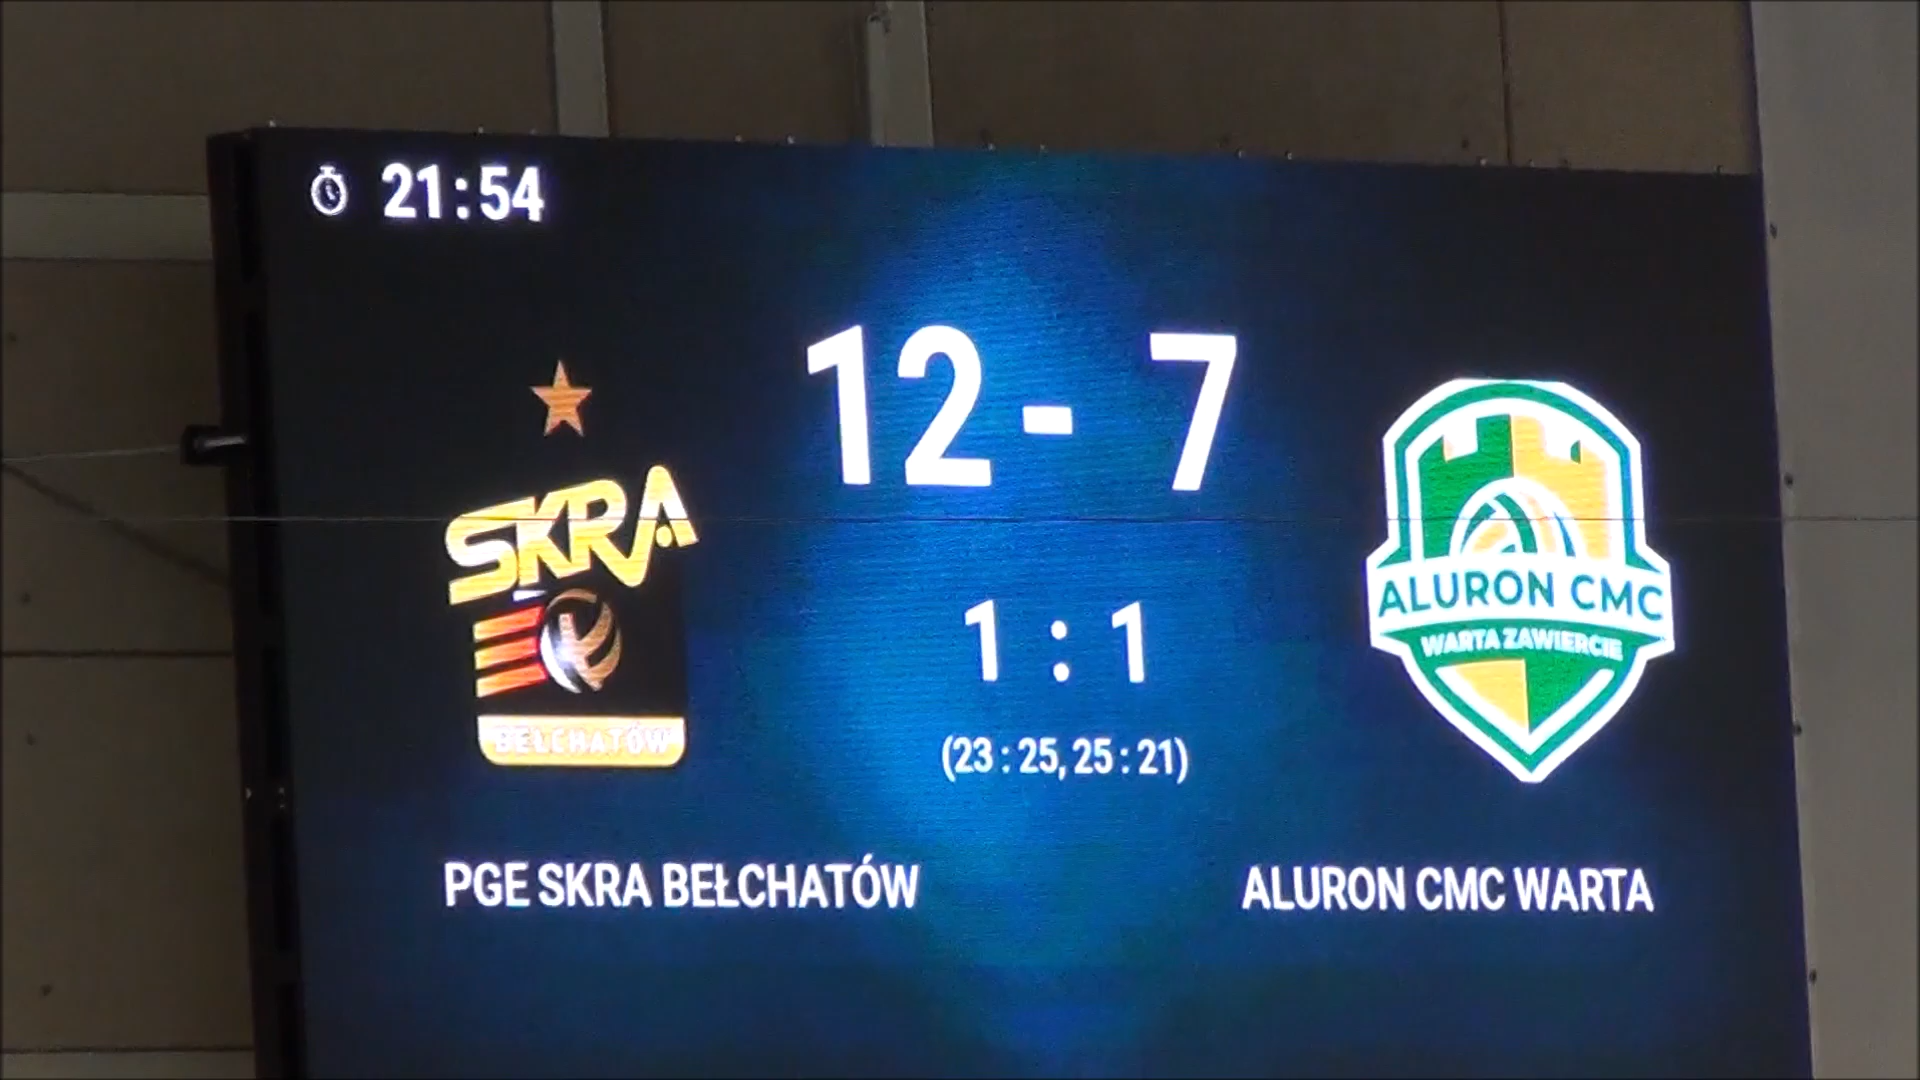 21:54
12 - 7
SKRA
BEŁCHATÓW
1 : 1
(23 : 25, 25 : 21)
ALURON CMC
WARTA ZAWIERCIE
PGE SKRA BEŁCHATÓW
ALURON CMC WARTA